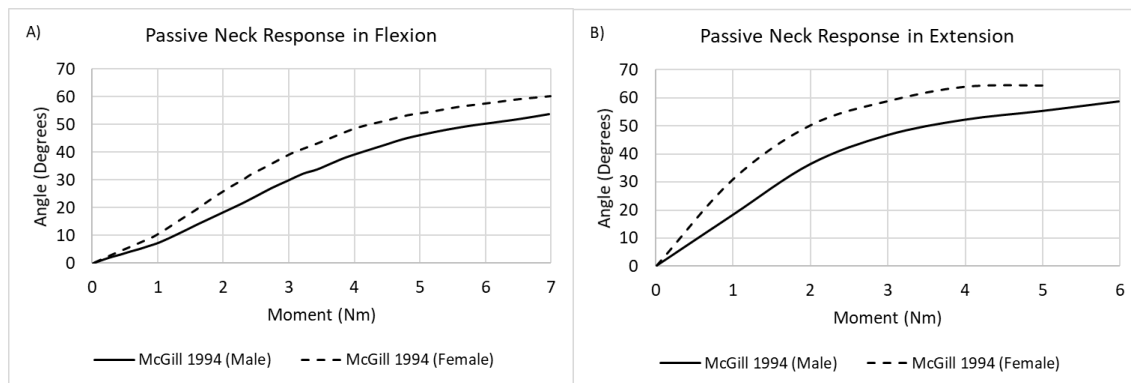 A)
Passive Neck Response in Flexion
Angle (Degrees)
70
60
50
40
30
20
10
0
0 1 2 3 4 5 6 7
Moment (Nm)
McGill 1994 (Male) McGill 1994 (Female)
B)
Passive Neck Response in Extension
Angle (Degrees)
70
60
50
40
30
20
10
0
0 1 2 3 4 5 6
Moment (Nm)
McGill 1994 (Male) McGill 1994 (Female)